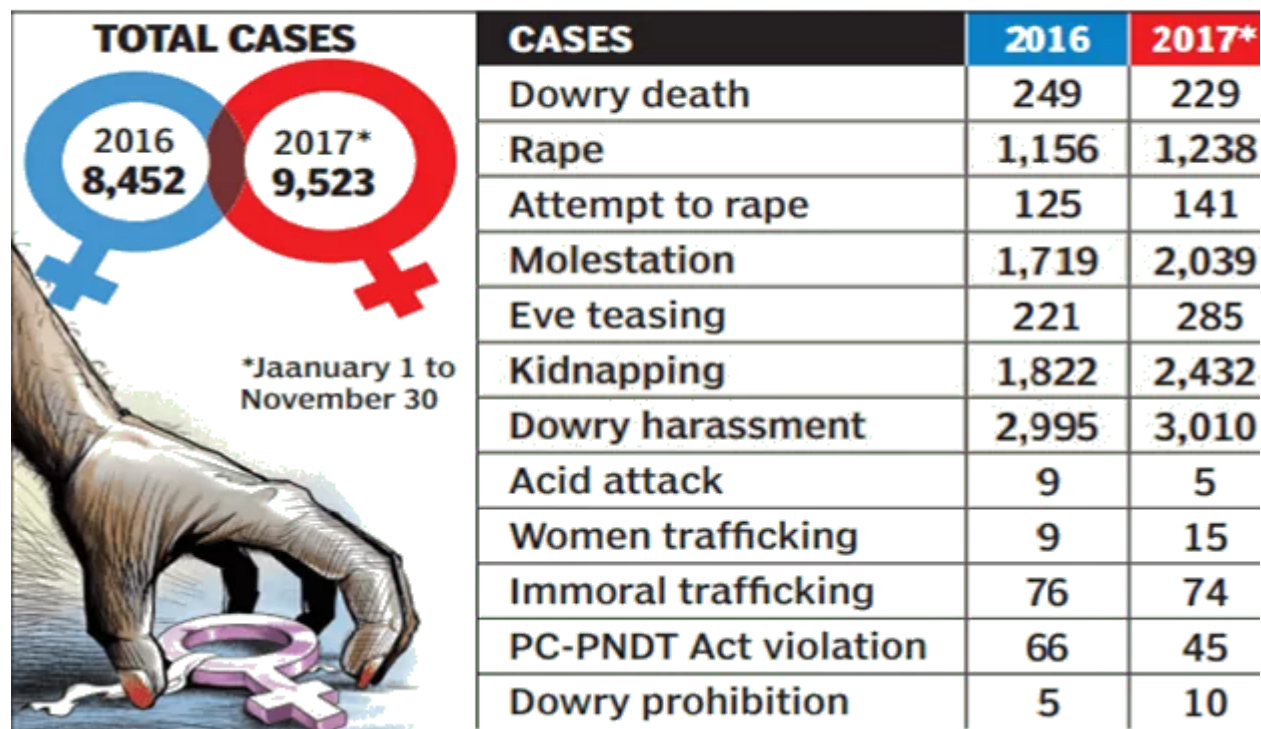 TOTAL CASES
2016
8,452
2017*
9,523
*Jaanuary 1 to
November 30
CASES 2016 2017*
Dowry death 249 229
Rape 1,156 1,238
Attempt to rape 125 141
Molestation 1,719 2,039
Eve teasing 221 285
Kidnapping 1,822 2,432
Dowry harassment 2,995 3,010
Acid attack 9 5
Women trafficking 9 15
Immoral trafficking 76 74
PC-PNDT Act violation 66 45
Dowry prohibition 5 10